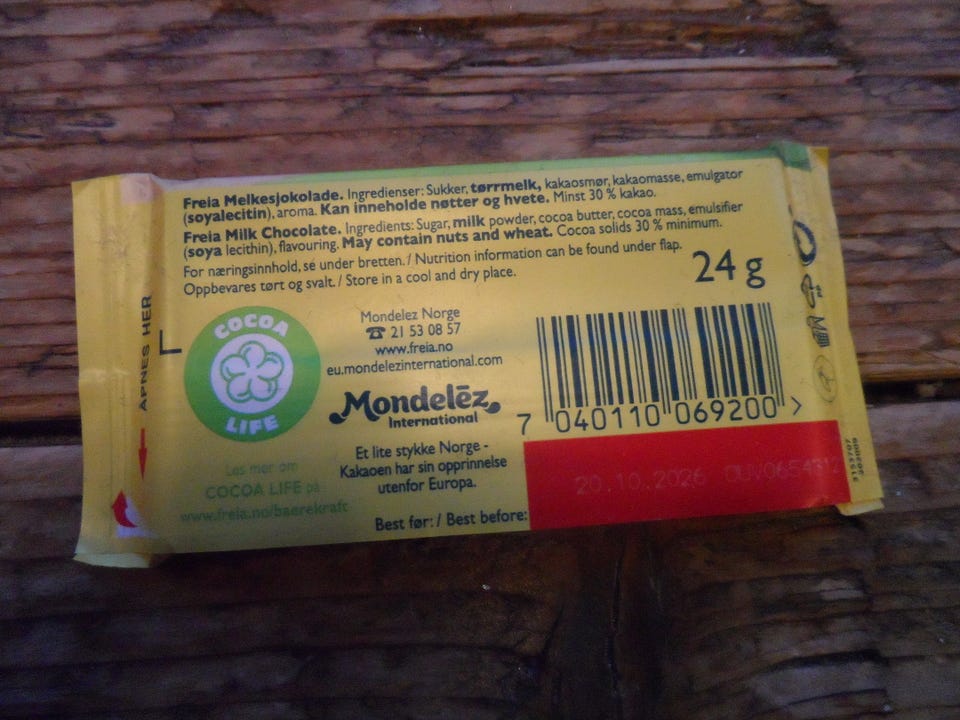 Freia Melkesjokolade. Ingredienser: Sukker, tørrmelk, kakaosmør, kakaomasse, emulgator
(soyalecitin), aroma. Kan inneholde nøtter og hvete. Minst 30 % kakao.
Freia Milk Chocolate. Ingredients: Sugar, milk powder, cocoa butter, cocoa mass, emulsifier
(soya lecithin), flavouring. May contain nuts and wheat. Cocoa solids 30 % minimum.
For næringsinnhold, se under bretten. / Nutrition information can be found under flap.
Oppbevares tørt og svalt. / Store in a cool and dry place.
24 g
ÅPNES HER
COCOA
LIFE
Les mer om
COCOA LIFE på
www.freia.no/baerekraft
Mondelez Norge
☎ 21 53 08 57
www.freia.no
eu.mondelezinternational.com
Mondelēz
International
Et lite stykke Norge -
Kakaoen har sin opprinnelse
utenfor Europa.
Best før: / Best before:
7 040110 069200 >
20.10.2026
PP